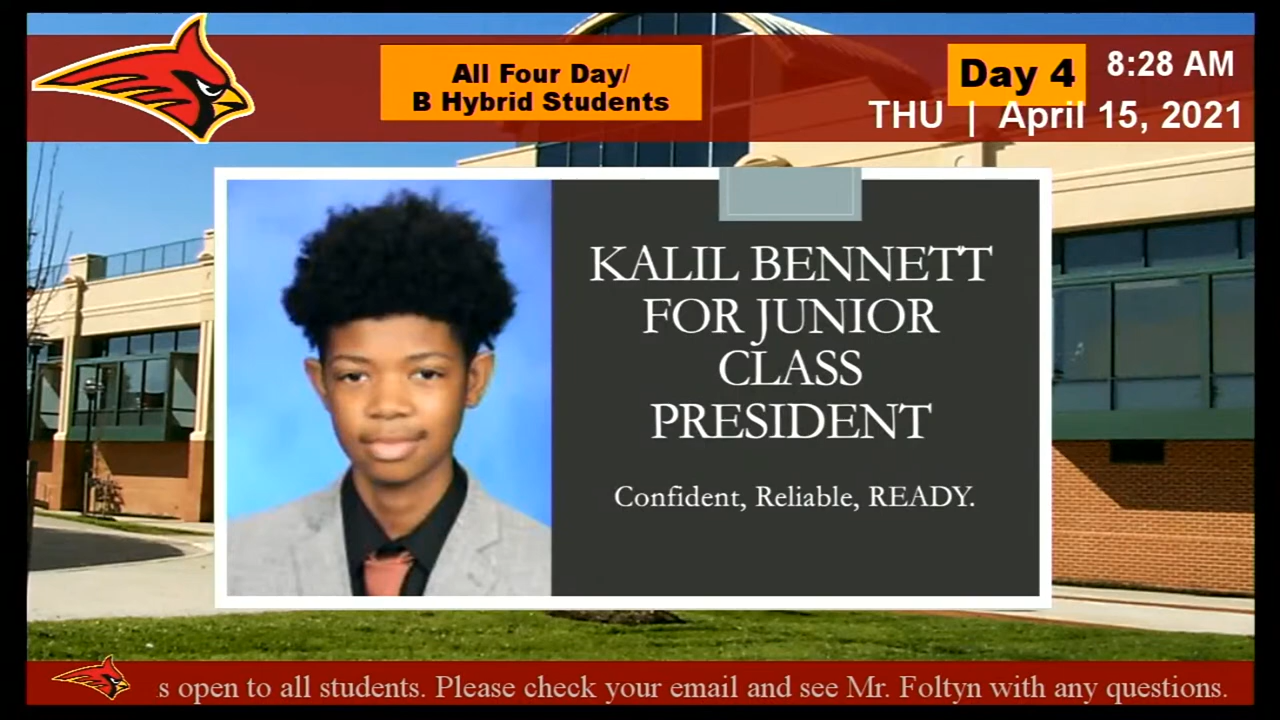 All Four Day/
B Hybrid Students
Day 4
8:28 AM
THU | April 15, 2021
KALIL BENNETT
FOR JUNIOR
CLASS
PRESIDENT
Confident, Reliable, READY.
s open to all students. Please check your email and see Mr. Foltyn with any questions.